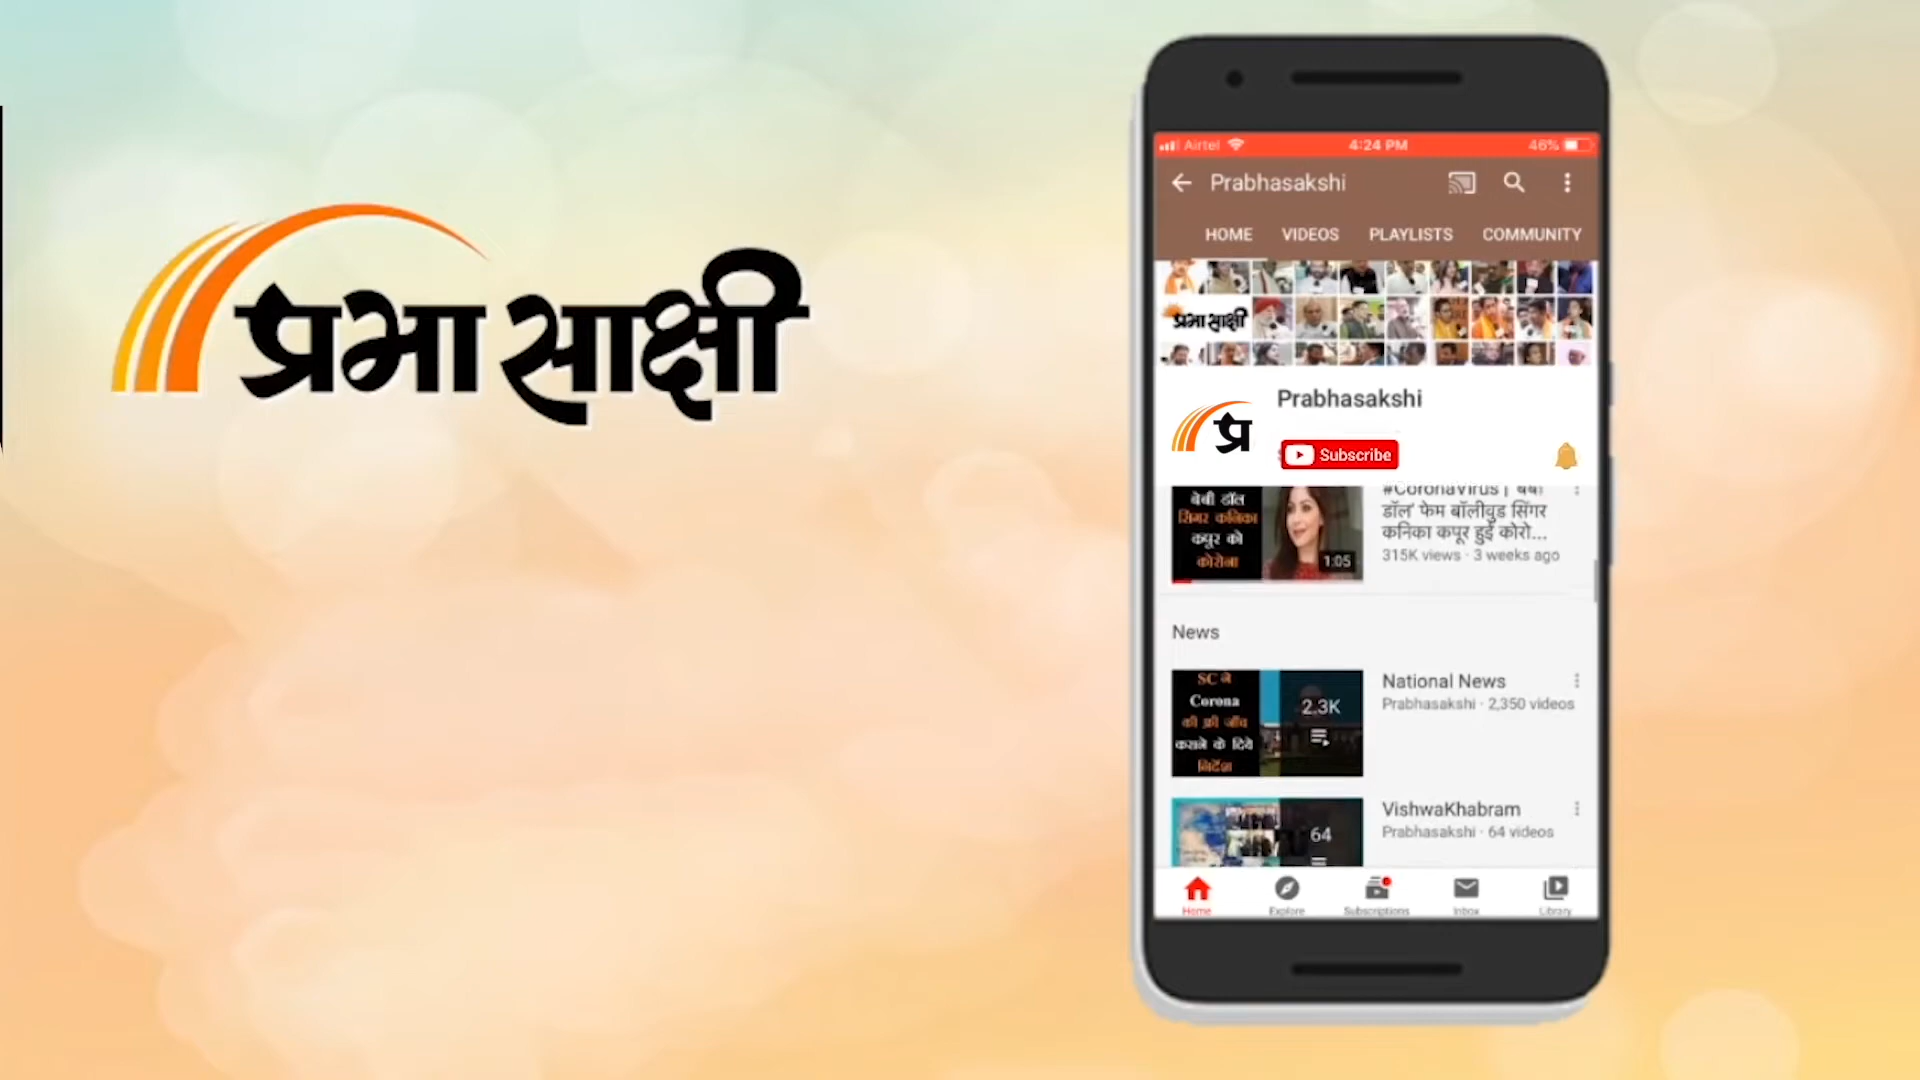 प्रभासाक्षी
Airtel 4:24 PM 46%
Prabhasakshi
HOME VIDEOS PLAYLISTS COMMUNITY
प्रभासाक्षी
Prabhasakshi
प्र
Subscribe
बेबी डॉल
सिंगर कनिका
कपूर को
कोरोना
1:05
#CoronaVirus | 'बेबी
डॉल' फेम बॉलीवुड सिंगर
कनिका कपूर हुईं कोरो...
315K views · 3 weeks ago
News
SC ने
Corona
की फ्री जाँच
कराने के दिये
निर्देश
2.3K
National News
Prabhasakshi · 2,350 videos
64
VishwaKhabram
Prabhasakshi · 64 videos
Home Explore Subscriptions Inbox Library